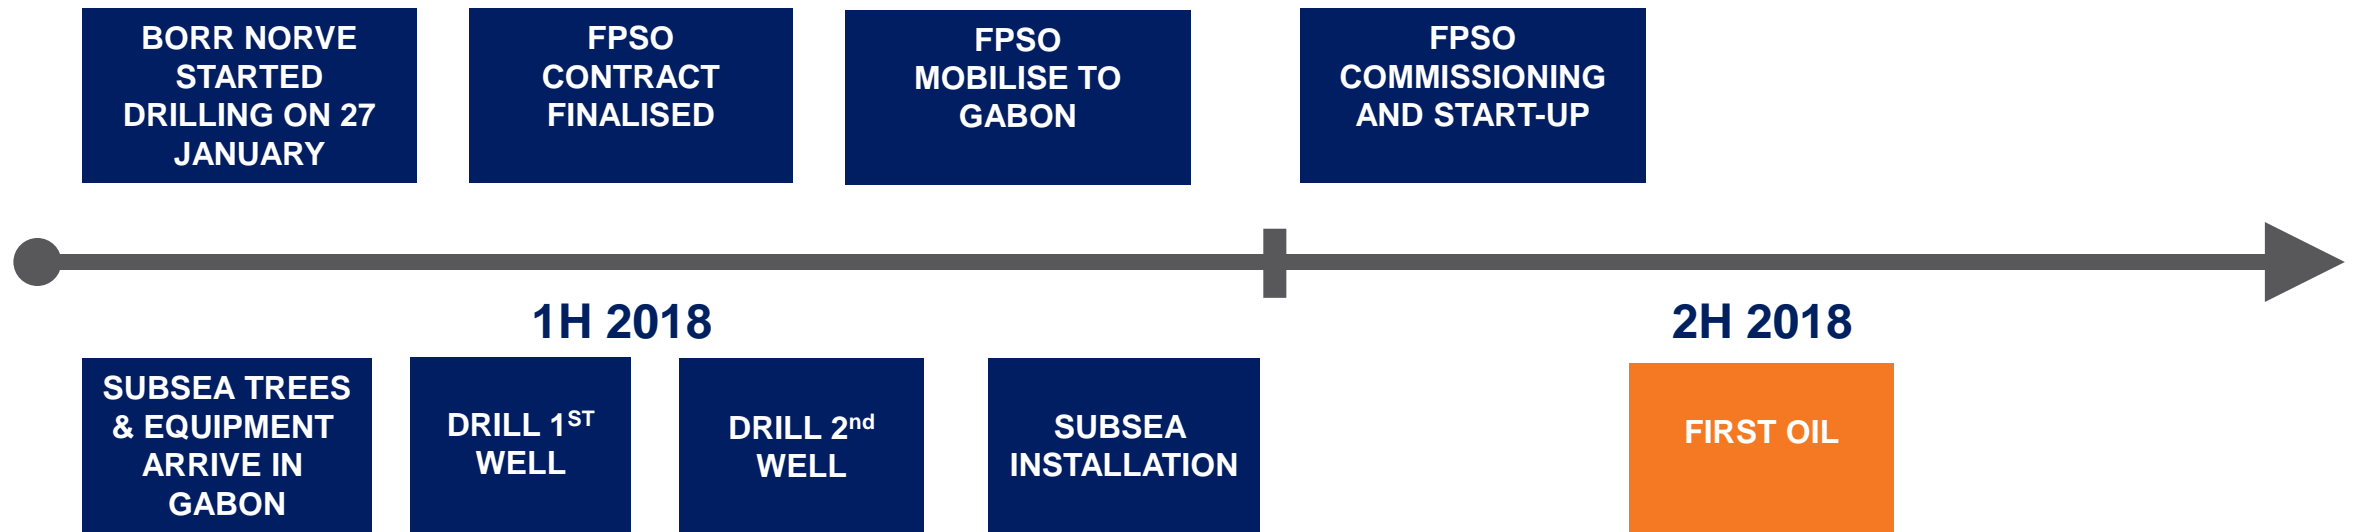 BORR NORVE
STARTED
DRILLING ON 27
JANUARY
FPSO
CONTRACT
FINALISED
FPSO
MOBILISE TO
GABON
FPSO
COMMISSIONING
AND START-UP
1H 2018
2H 2018
SUBSEA TREES
& EQUIPMENT
ARRIVE IN
GABON
DRILL 1ST
WELL
DRILL 2nd
WELL
SUBSEA
INSTALLATION
FIRST OIL